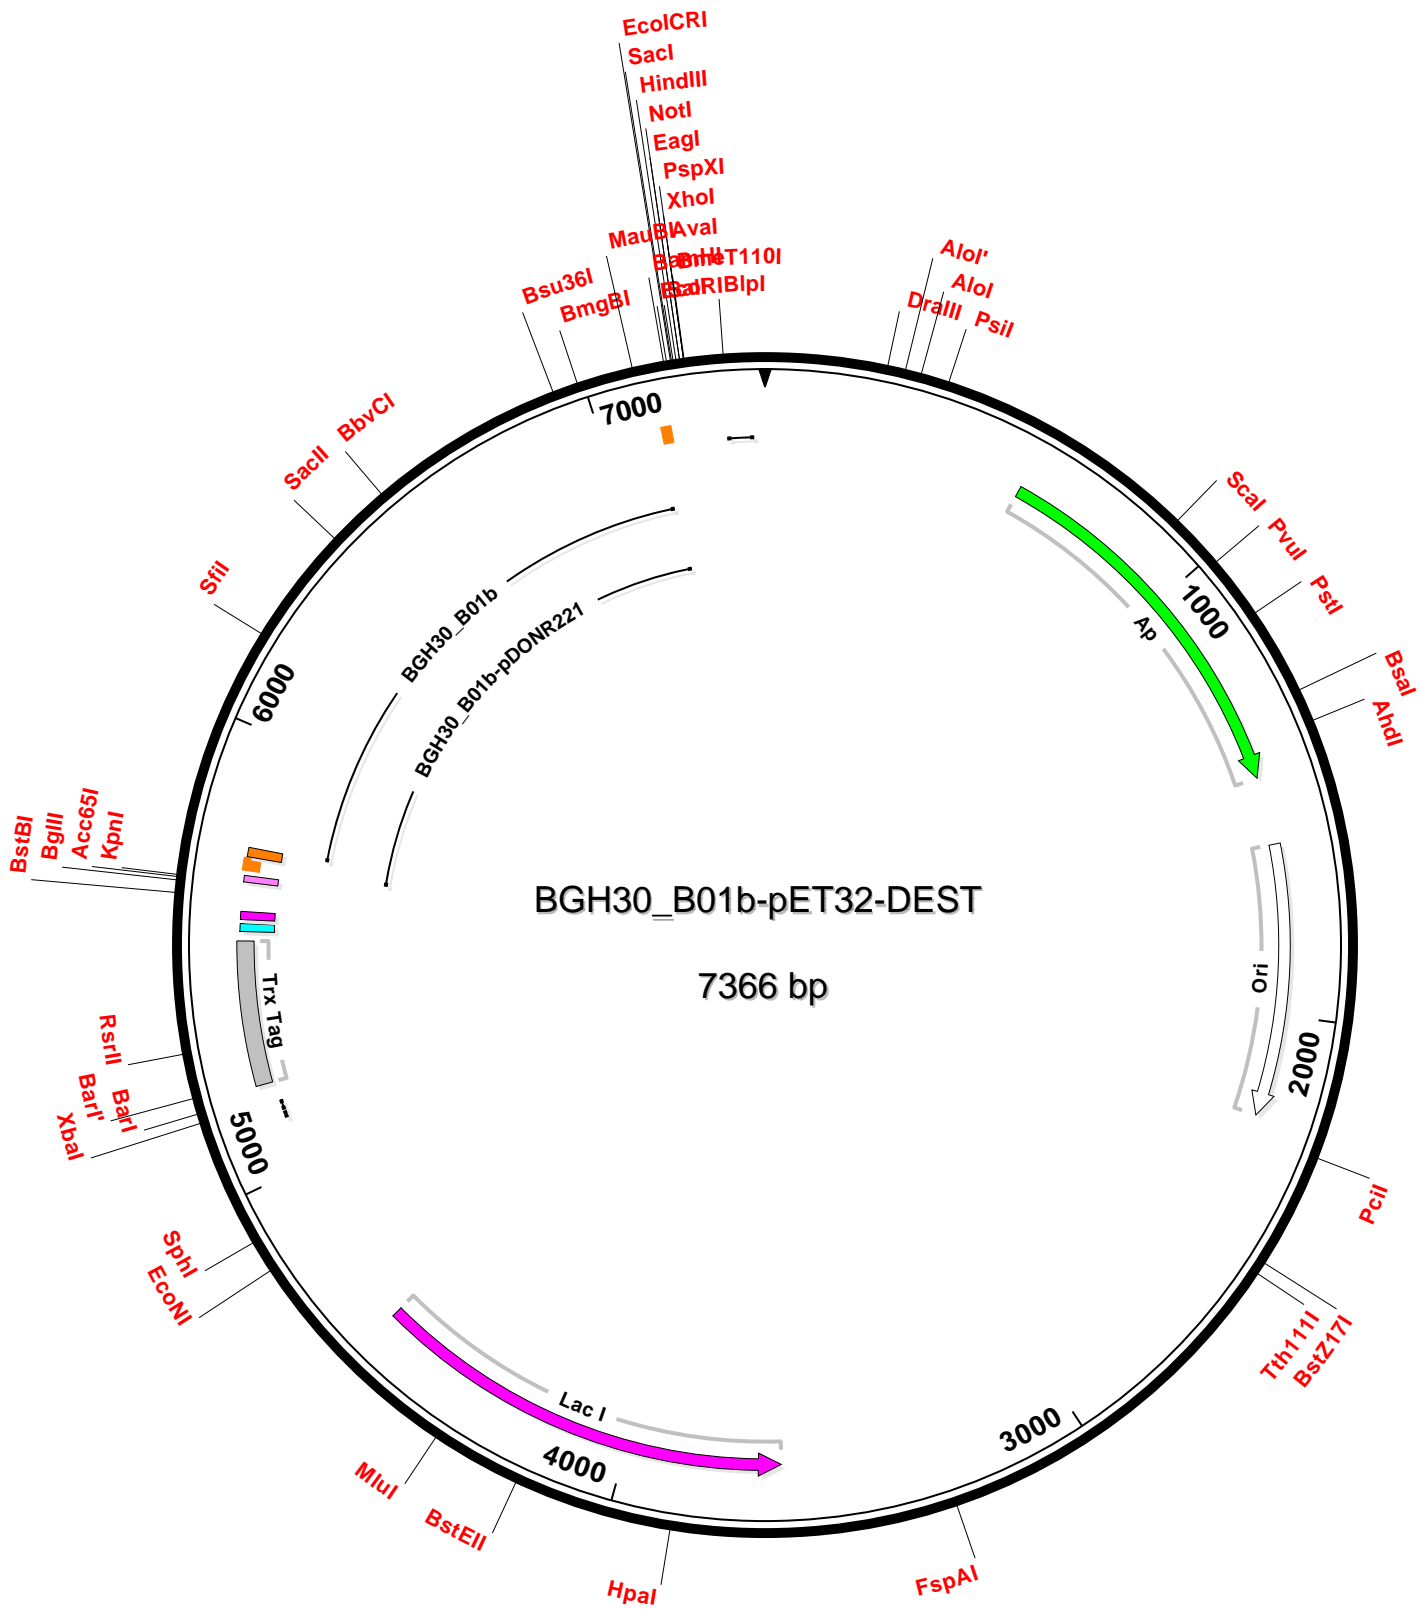 EcoICRI
SacI
HindIII
NotI
EagI
PspXI
XhoI
AvaI
MauBI
BamHI
BmeT110I
EcoRI
BlpI
Bsu36I
BmgBI
AloI'
AloI
DraIII
PsiI
7000
BbvCI
SacII
SfiI
6000
BGH30_B01b
BGH30_B01b-pDONR221
ScaI
PvuI
PstI
1000
Ap
BsaI
AhdI
BstBI
BglII
Acc65I
KpnI
BGH30_B01b-pET32-DEST
7366 bp
Trx Tag
Ori
2000
RsrII
BarI'
BarI
XbaI
5000
SphI
EcoNI
PciI
Tth111I
BstZ17I
3000
Lac I
4000
MluI
BstEII
HpaI
FspAI